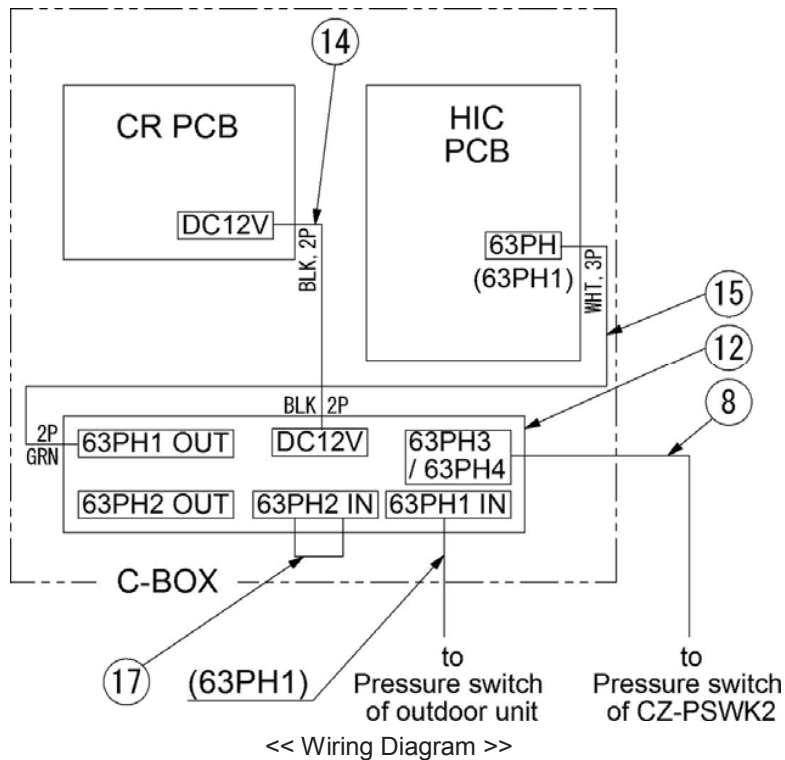 14
CR PCB
HIC
PCB
DC12V
BLK, 2P
63PH
(63PH1)
WHT, 3P
15
12
8
BLK 2P
2P
GRN
63PH1 OUT
DC12V
63PH3
/ 63PH4
63PH2 OUT
63PH2 IN
63PH1 IN
C-BOX
17
(63PH1)
to
Pressure switch
of outdoor unit
to
Pressure switch
of CZ-PSWK2
<< Wiring Diagram >>